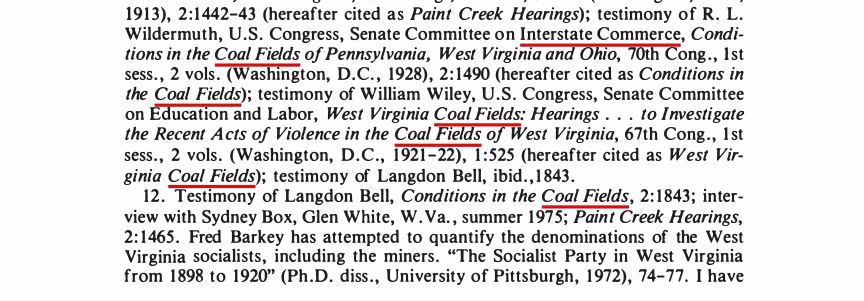 1913), 2:1442–43 (hereafter cited as Paint Creek Hearings); testimony of R. L.
Wildermuth, U.S. Congress, Senate Committee on Interstate Commerce, Condi-
tions in the Coal Fields of Pennsylvania, West Virginia and Ohio, 70th Cong., 1st
sess., 2 vols. (Washington, D.C., 1928), 2:1490 (hereafter cited as Conditions in
the Coal Fields); testimony of William Wiley, U.S. Congress, Senate Committee
on Education and Labor, West Virginia Coal Fields: Hearings . . . to Investigate
the Recent Acts of Violence in the Coal Fields of West Virginia, 67th Cong., 1st
sess., 2 vols. (Washington, D.C., 1921–22), 1:525 (hereafter cited as West Vir-
ginia Coal Fields); testimony of Langdon Bell, ibid.,1843.
12. Testimony of Langdon Bell, Conditions in the Coal Fields, 2:1843; inter-
view with Sydney Box, Glen White, W.Va., summer 1975; Paint Creek Hearings,
2:1465. Fred Barkey has attempted to quantify the denominations of the West
Virginia socialists, including the miners. “The Socialist Party in West Virginia
from 1898 to 1920” (Ph.D. diss., University of Pittsburgh, 1972), 74–77. I have